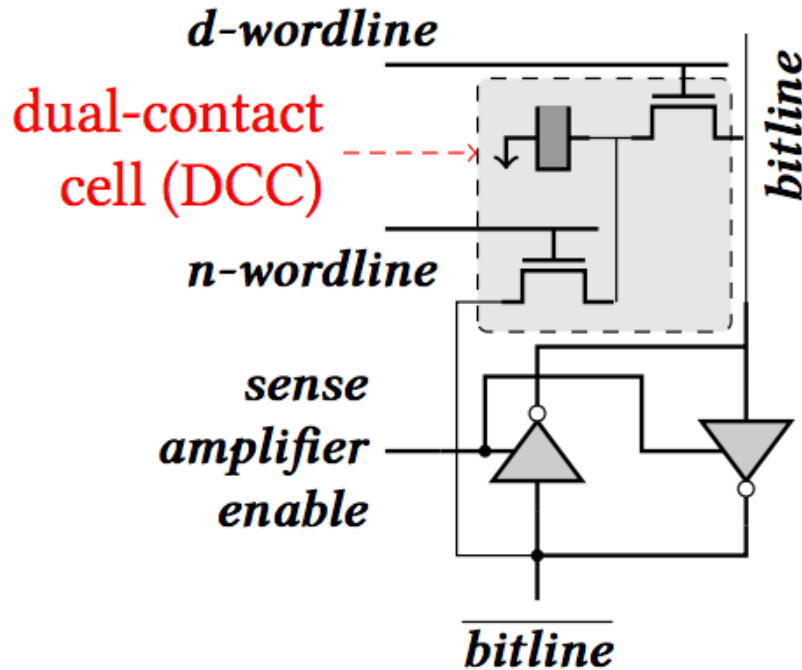 d-wordline
dual-contact
cell (DCC)
bitline
n-wordline
sense
amplifier
enable
bitline